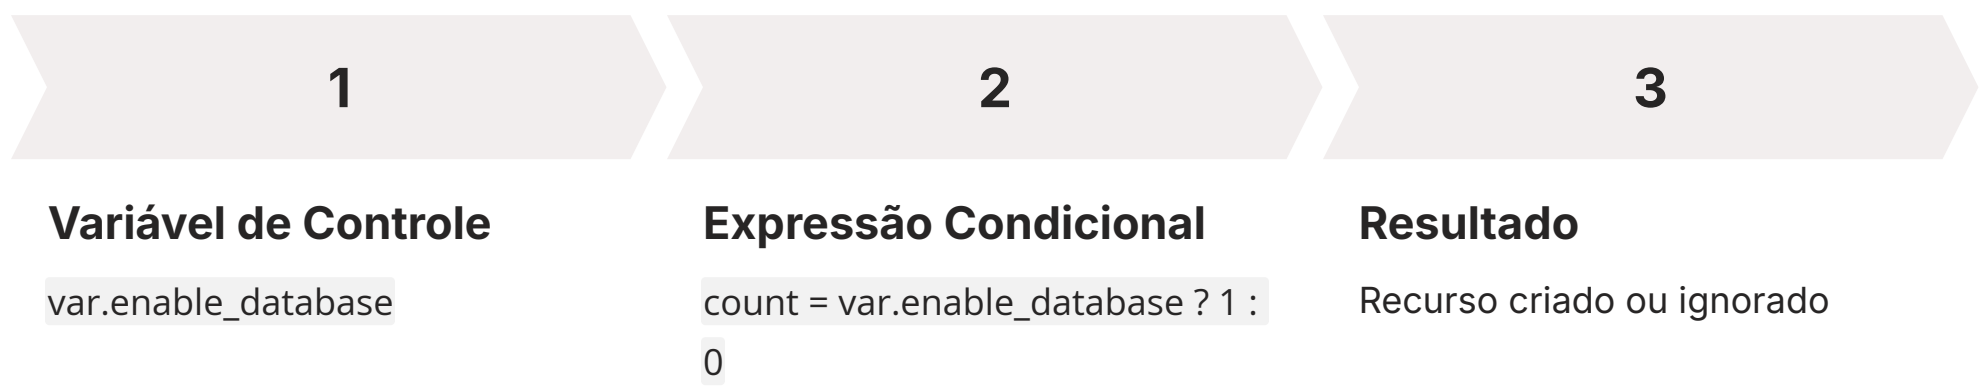 1
2
3
Variável de Controle
var.enable_database
Expressão Condicional
count = var.enable_database ? 1 :
0
Resultado
Recurso criado ou ignorado